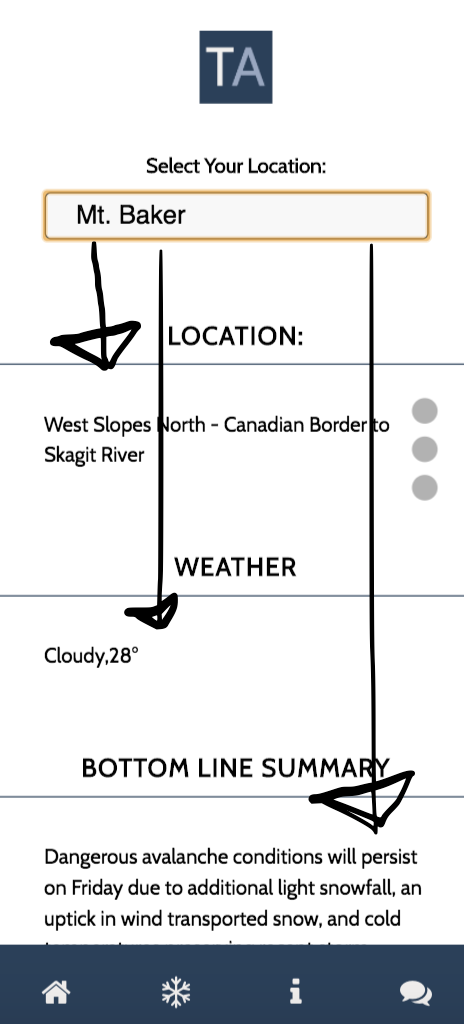 TA
Select Your Location:
Mt. Baker
LOCATION:
West Slopes North - Canadian Border to
Skagit River
WEATHER
Cloudy,28°
BOTTOM LINE SUMMARY
Dangerous avalanche conditions will persist
on Friday due to additional light snowfall, an
uptick in wind transported snow, and cold